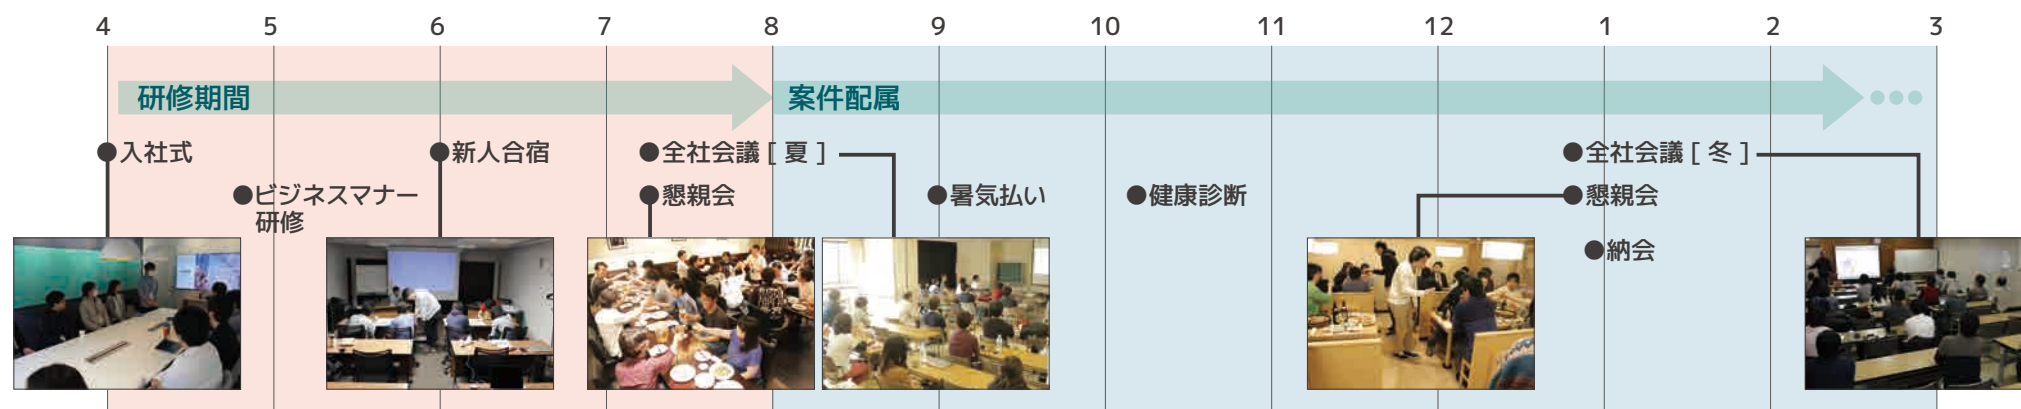 4 5 6 7 8 9 10 11 12 1 2 3
研修期間 案件配属
入社式 新人合宿 全社会議 [ 夏 ] 全社会議 [ 冬 ]
ビジネスマナー 懇親会 暑気払い 健康診断 懇親会
研修
納会